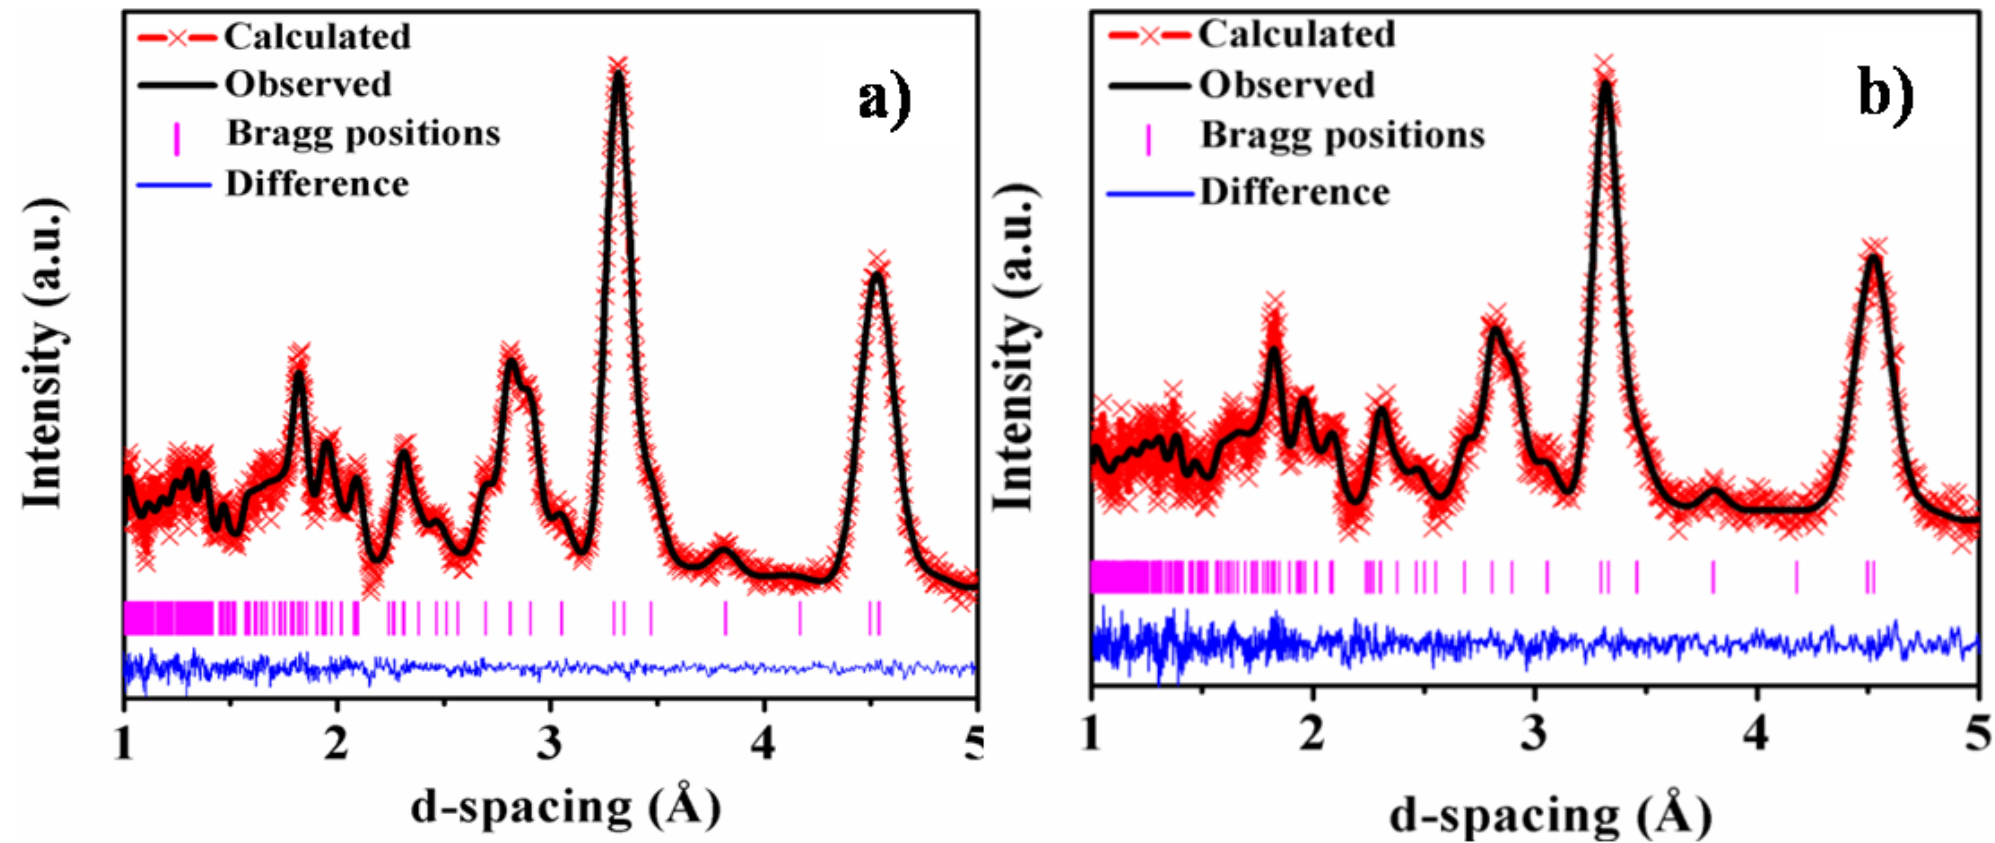 Calculated
Observed
Bragg positions
Difference
a)
Intensity (a.u.)
1 2 3 4 5
d-spacing (Å)
Calculated
Observed
Bragg positions
Difference
b)
Intensity (a.u.)
1 2 3 4 5
d-spacing (Å)